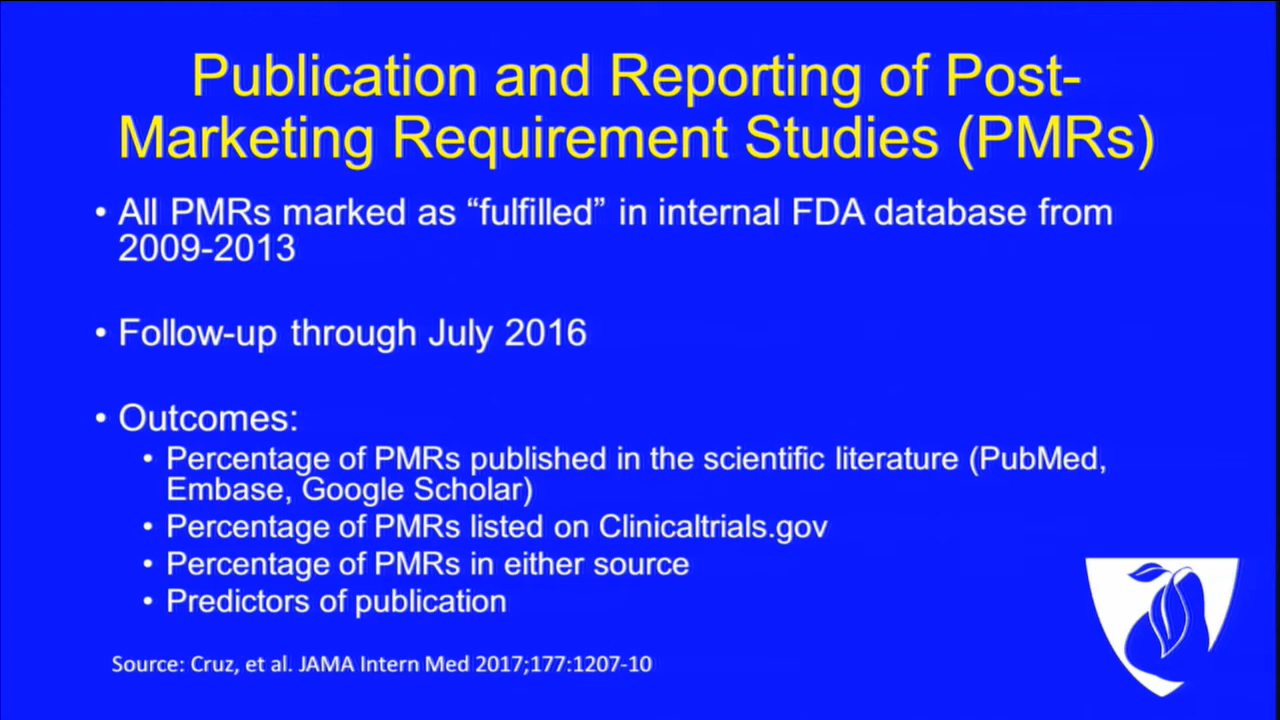 Publication and Reporting of Post-
Marketing Requirement Studies (PMRs)
• All PMRs marked as “fulfilled” in internal FDA database from
2009-2013
• Follow-up through July 2016
• Outcomes:
• Percentage of PMRs published in the scientific literature (PubMed,
Embase, Google Scholar)
• Percentage of PMRs listed on Clinicaltrials.gov
• Percentage of PMRs in either source
• Predictors of publication
Source: Cruz, et al. JAMA Intern Med 2017;177:1207-10